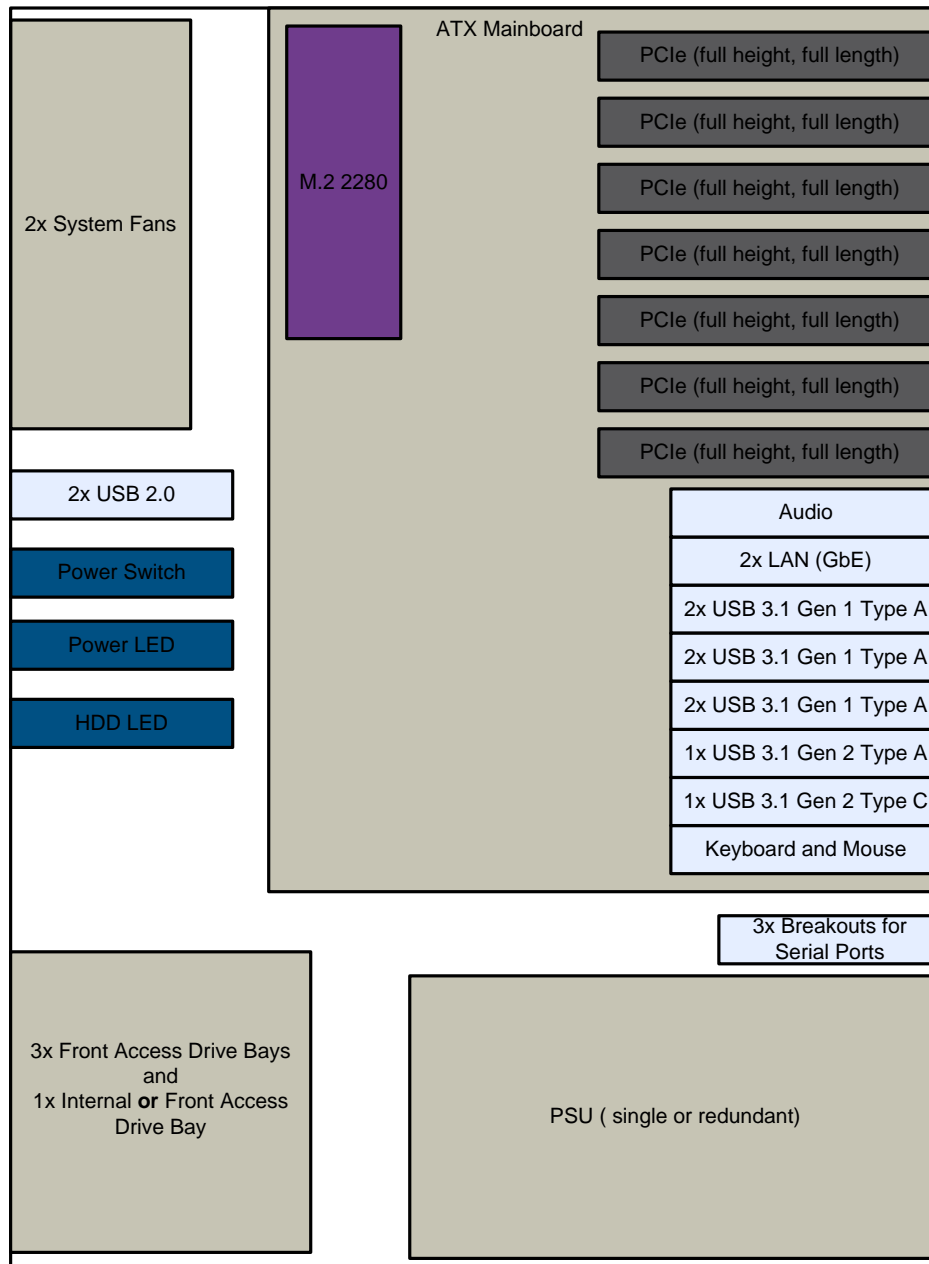 ATX Mainboard
PCIe (full height, full length)
PCIe (full height, full length)
M.2 2280
PCIe (full height, full length)
2x System Fans
PCIe (full height, full length)
PCIe (full height, full length)
PCIe (full height, full length)
PCIe (full height, full length)
2x USB 2.0
Power Switch
Power LED
HDD LED
Audio
2x LAN (GbE)
2x USB 3.1 Gen 1 Type A
2x USB 3.1 Gen 1 Type A
2x USB 3.1 Gen 1 Type A
1x USB 3.1 Gen 2 Type A
1x USB 3.1 Gen 2 Type C
Keyboard and Mouse
3x Breakouts for
Serial Ports
3x Front Access Drive Bays
and
1x Internal or Front Access
Drive Bay
PSU ( single or redundant)